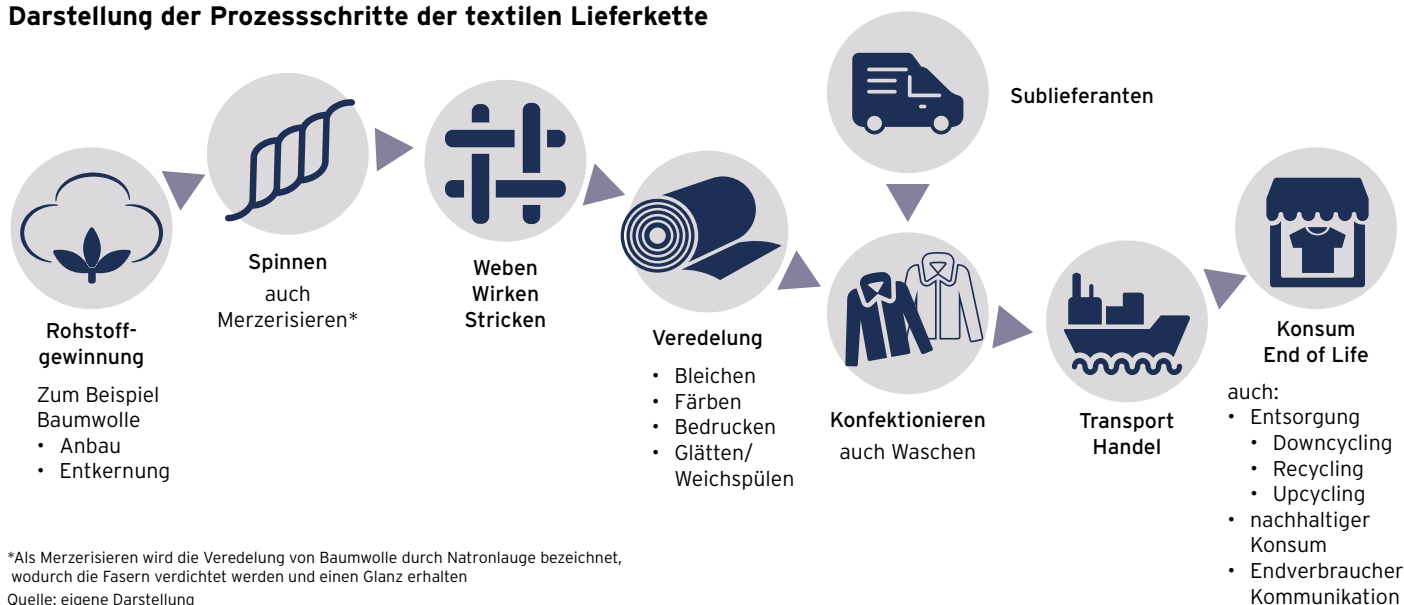 Darstellung der Prozessschritte der textilen Lieferkette
Sublieferanten
Rohstoff-
gewinnung
Zum Beispiel
Baumwolle
• Anbau
• Entkernung
Spinnen
auch
Merzerisieren*
Weben
Wirken
Stricken
Veredelung
• Bleichen
• Färben
• Bedrucken
• Glätten/
Weichspülen
Konfektionieren
auch Waschen
Transport
Handel
Konsum
End of Life
auch:
• Entsorgung
• Downcycling
• Recycling
• Upcycling
• nachhaltiger
Konsum
• Endverbraucher
Kommunikation
*Als Merzerisieren wird die Veredelung von Baumwolle durch Natronlauge bezeichnet,
wodurch die Fasern verdichtet werden und einen Glanz erhalten
Quelle: eigene Darstellung